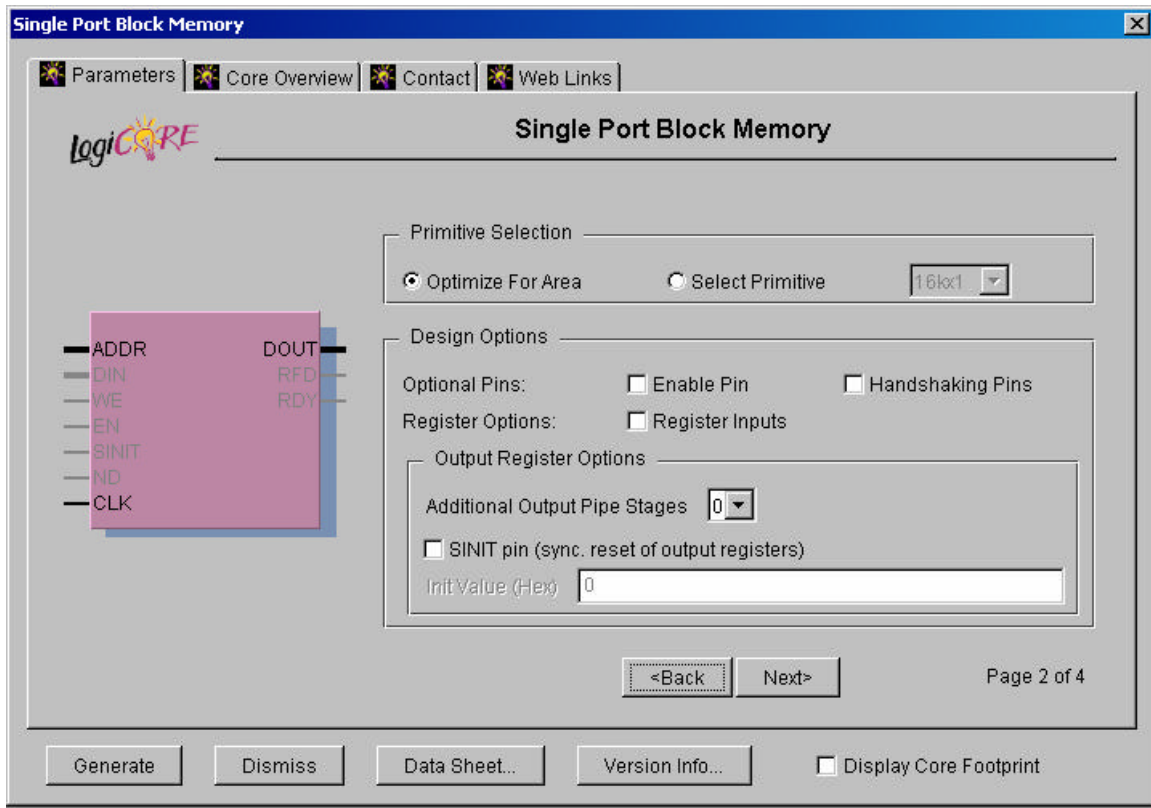 Single Port Block Memory
Parameters Core Overview Contact Web Links
LogiCORE
Single Port Block Memory
Primitive Selection
Optimize For Area Select Primitive 16kx1
ADDR DOUT
DIN RFD
WE RDY
EN
SINIT
ND
CLK
Design Options
Optional Pins: Enable Pin Handshaking Pins
Register Options: Register Inputs
Output Register Options
Additional Output Pipe Stages 0
SINIT pin (sync. reset of output registers)
Init Value (Hex) 0
<Back Next> Page 2 of 4
Generate Dismiss Data Sheet... Version Info... Display Core Footprint